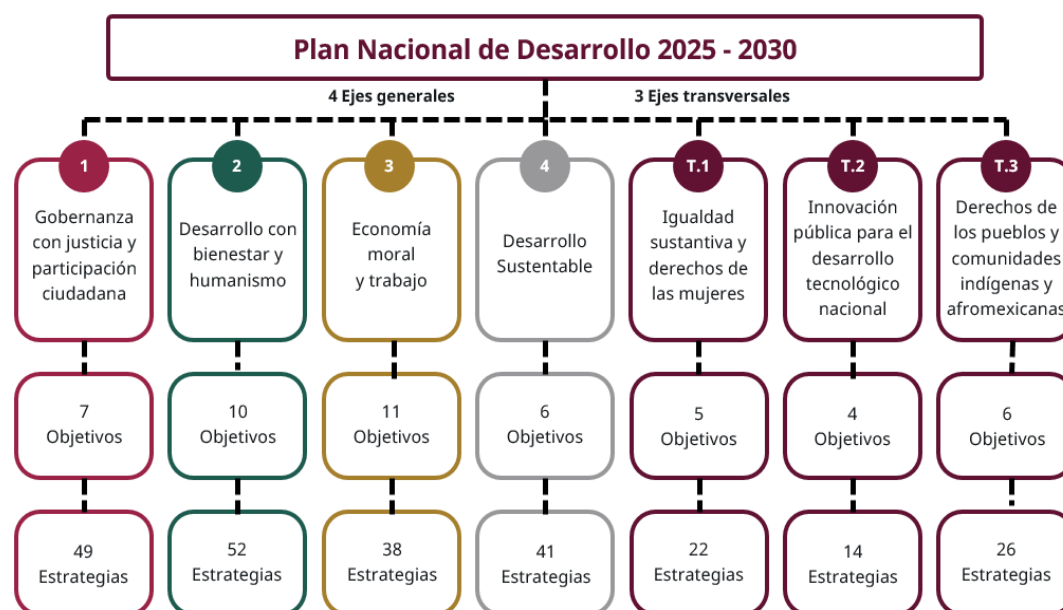 Plan Nacional de Desarrollo 2025 - 2030
4 Ejes generales
3 Ejes transversales
1
Gobernanza
con justicia y
participación
ciudadana
2
Desarrollo con
bienestar y
humanismo
3
Economía
moral
y trabajo
4
Desarrollo
Sustentable
T.1
Igualdad
sustantiva y
derechos de
las mujeres
T.2
Innovación
pública para el
desarrollo
tecnológico
nacional
T.3
Derechos de
los pueblos y
comunidades
indígenas y
afromexicanas
7
Objetivos
10
Objetivos
11
Objetivos
6
Objetivos
5
Objetivos
4
Objetivos
6
Objetivos
49
Estrategias
52
Estrategias
38
Estrategias
41
Estrategias
22
Estrategias
14
Estrategias
26
Estrategias